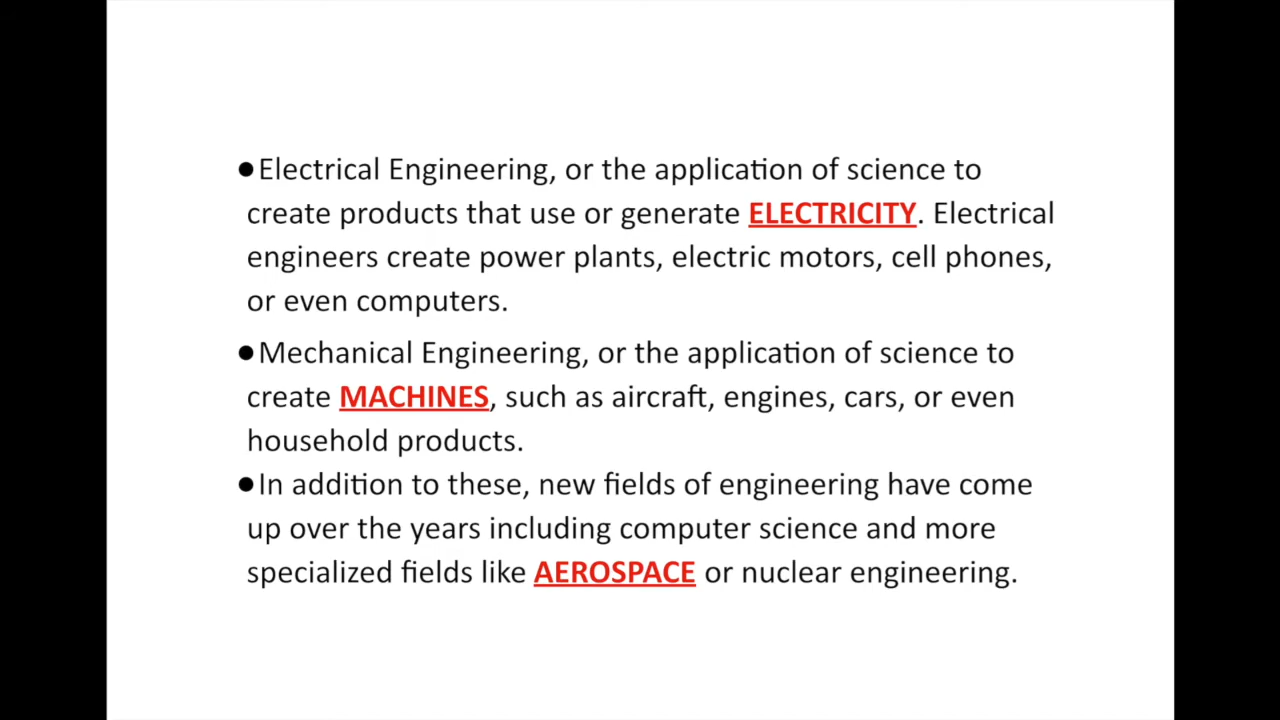 ●Electrical Engineering, or the application of science to
create products that use or generate ELECTRICITY. Electrical
engineers create power plants, electric motors, cell phones,
or even computers.
●Mechanical Engineering, or the application of science to
create MACHINES, such as aircraft, engines, cars, or even
household products.
●In addition to these, new fields of engineering have come
up over the years including computer science and more
specialized fields like AEROSPACE or nuclear engineering.